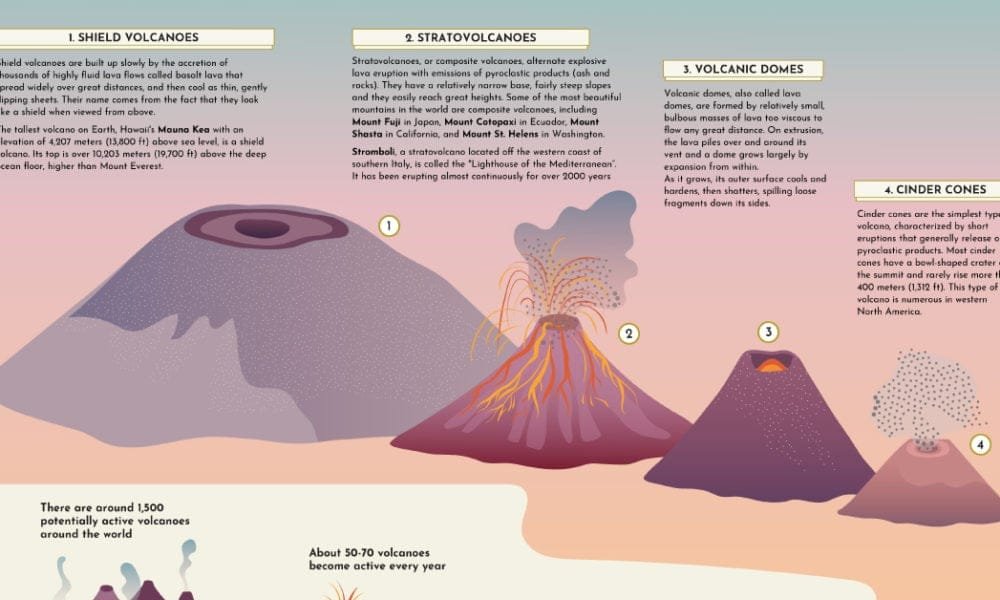 1. SHIELD VOLCANOES
Shield volcanoes are built up slowly by the accretion of
thousands of highly fluid lava flows called basalt lava that
spread widely over great distances, and then cool as thin, gently
dipping sheets. Their name comes from the fact that they look
like a shield when viewed from above.
The tallest volcano on Earth, Hawaii's Mauna Kea with an
elevation of 4,207 meters (13,800 ft) above sea level, is a shield
volcano. Its top is over 10,203 meters (19,700 ft) above the deep
ocean floor, higher than Mount Everest.
2. STRATOVOLCANOES
Stratovolcanoes, or composite volcanoes, alternate explosive
lava eruption with emissions of pyroclastic products (ash and
rocks). They have a relatively narrow base, fairly steep slopes
and they easily reach great heights. Some of the most beautiful
mountains in the world are composite volcanoes, including
Mount Fuji in Japan, Mount Cotopaxi in Ecuador, Mount
Shasta in California, and Mount St. Helens in Washington.
Stromboli, a stratovolcano located off the western coast of
southern Italy, is called the "Lighthouse of the Mediterranean".
It has been erupting almost continuously for over 2000 years
3. VOLCANIC DOMES
Volcanic domes, also called lava
domes, are formed by relatively small,
bulbous masses of lava too viscous to
flow any great distance. On extrusion,
the lava piles over and around its
vent and a dome grows largely by
expansion from within.
As it grows, its outer surface cools and
hardens, then shatters, spilling loose
fragments down its sides.
4. CINDER CONES
Cinder cones are the simplest type
volcano, characterized by short
eruptions that generally release o
pyroclastic products. Most cinder
cones have a bowl-shaped crater
the summit and rarely rise more th
400 meters (1,312 ft). This type of
volcano is numerous in western
North America.
1
2
3
4
There are around 1,500
potentially active volcanoes
around the world
About 50-70 volcanoes
become active every year